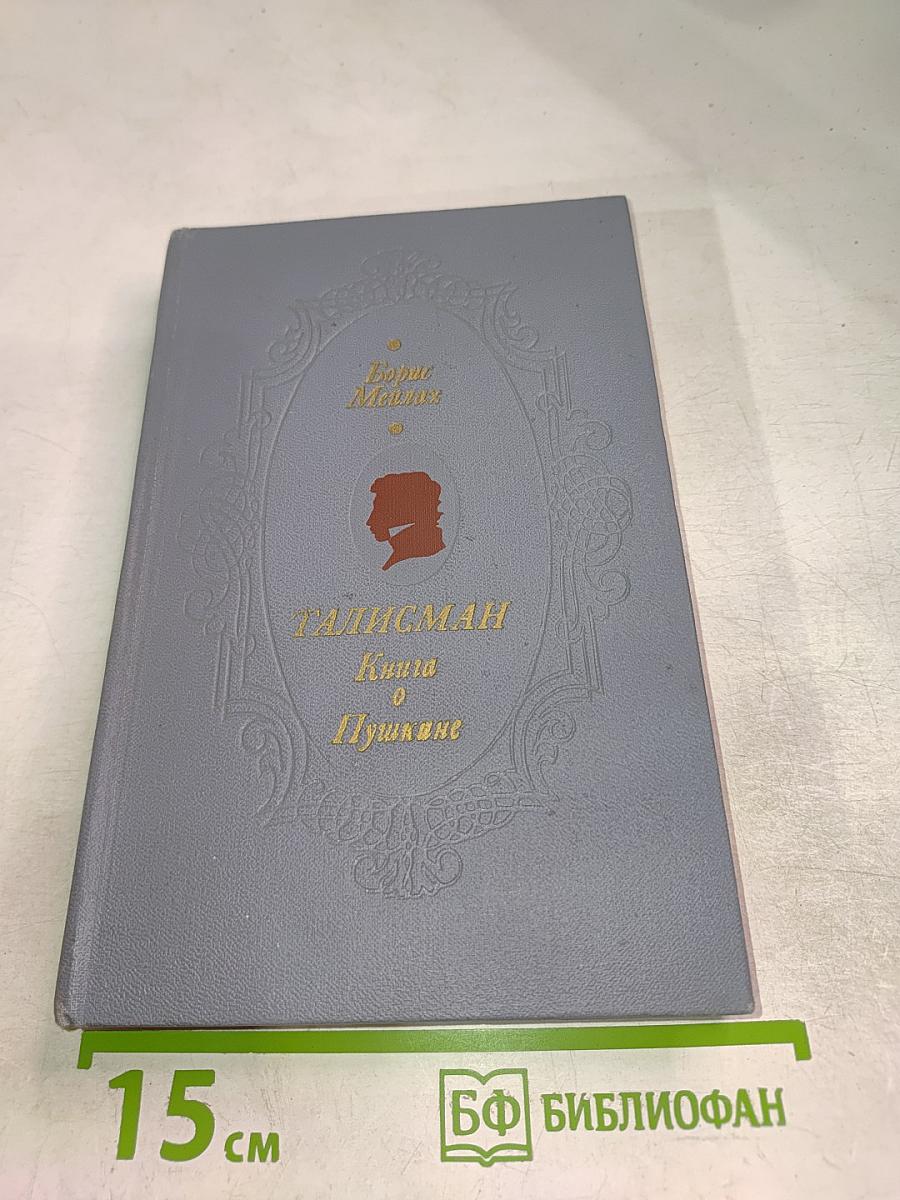 Борис
Мейлах
ТАЛИСМАН
Книга
о
Пушкине
15 см
БФ БИБЛИОФАН